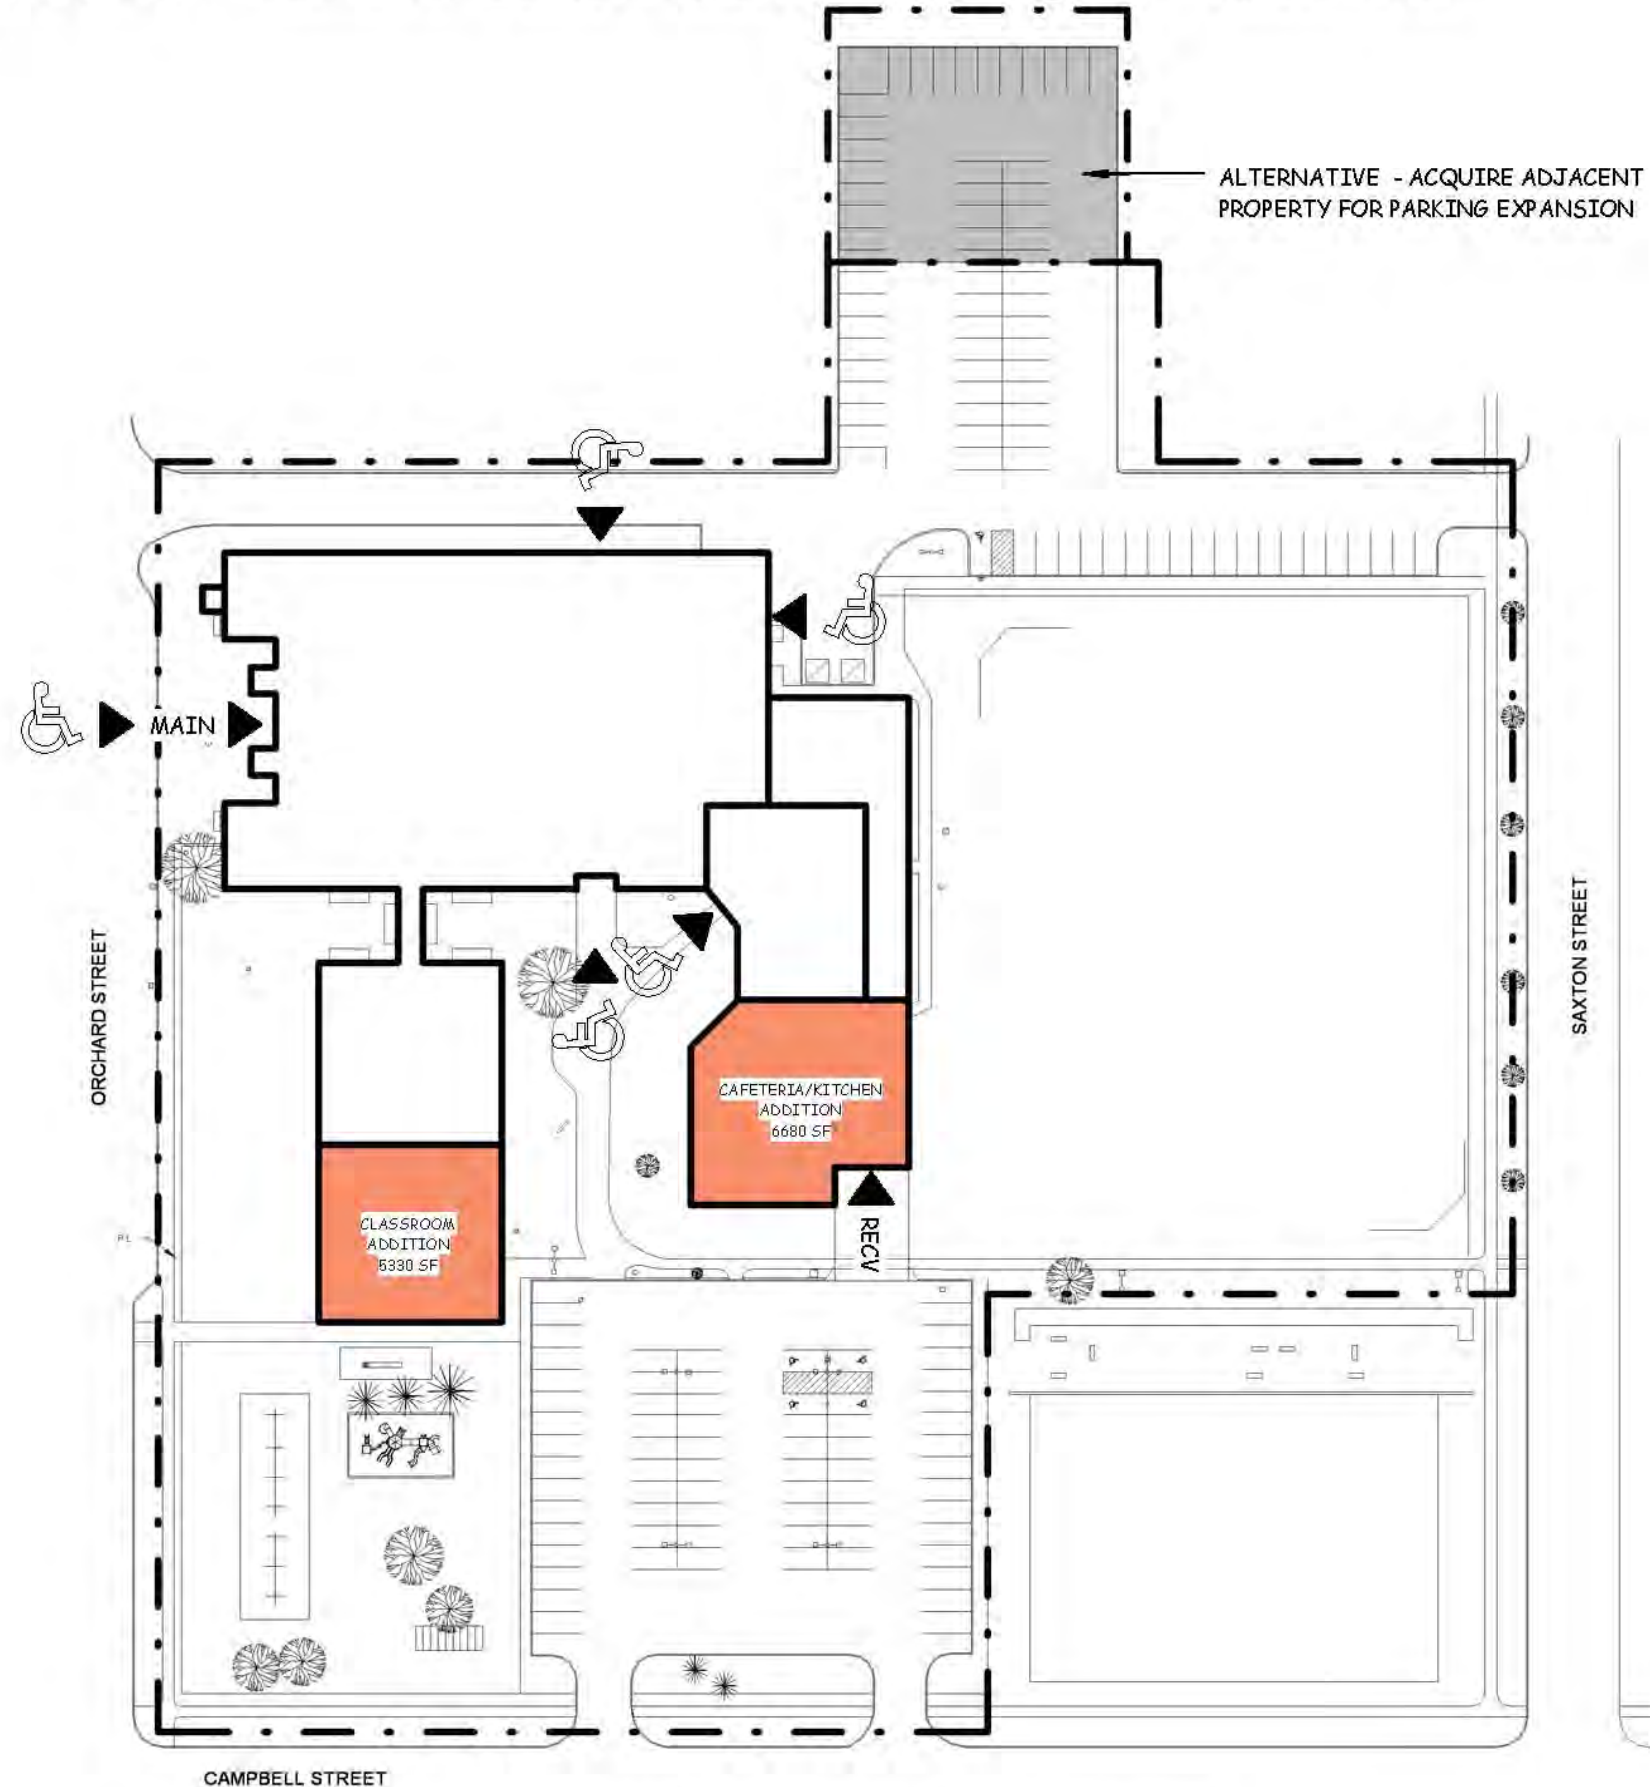 ALTERNATIVE - ACQUIRE ADJACENT
PROPERTY FOR PARKING EXPANSION
MAIN
ORCHARD STREET
SAXTON STREET
CAFETERIA/KITCHEN
ADDITION
6680 SF
CLASSROOM
ADDITION
5330 SF
RECV
CAMPBELL STREET